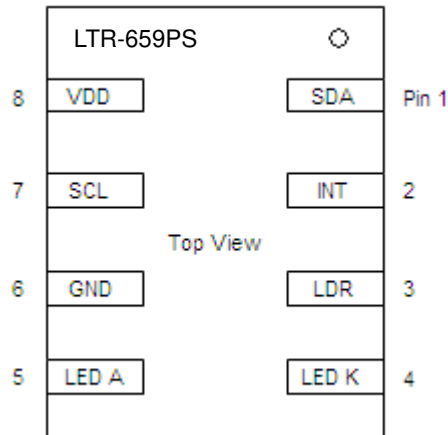 LTR-659PS
8 VDD SDA Pin 1
7 SCL INT 2
Top View
6 GND LDR 3
5 LED A LED K 4